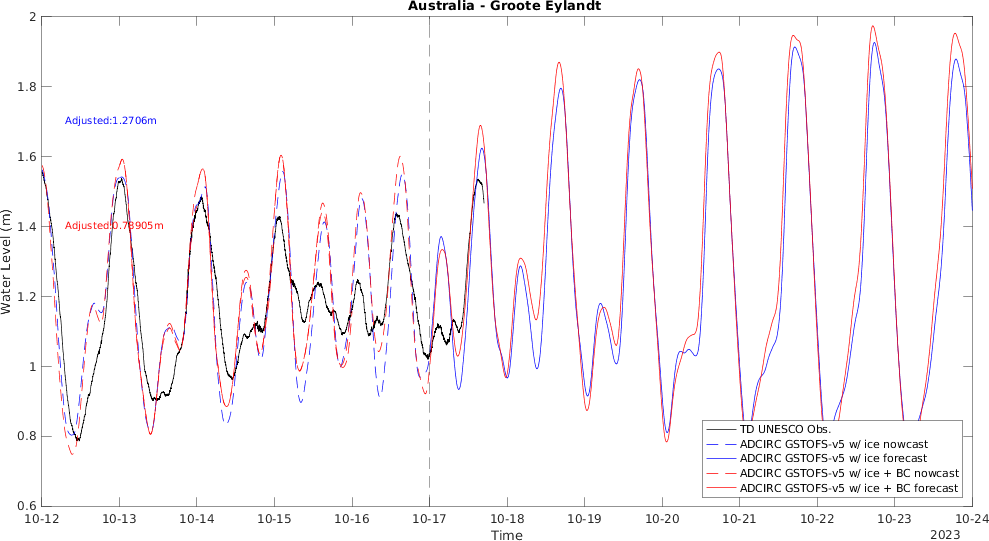 Australia - Groote Eylandt
2
1.8
1.6
1.4
1.2
1
0.8
0.6
Water Level (m)
Adjusted:1.2706m
Adjusted:0.78905m
TD UNESCO Obs.
ADCIRC GSTOFS-v5 w/ ice nowcast
ADCIRC GSTOFS-v5 w/ ice forecast
ADCIRC GSTOFS-v5 w/ ice + BC nowcast
ADCIRC GSTOFS-v5 w/ ice + BC forecast
10-12 10-13 10-14 10-15 10-16 10-17 10-18 10-19 10-20 10-21 10-22 10-23 10-24
Time
2023